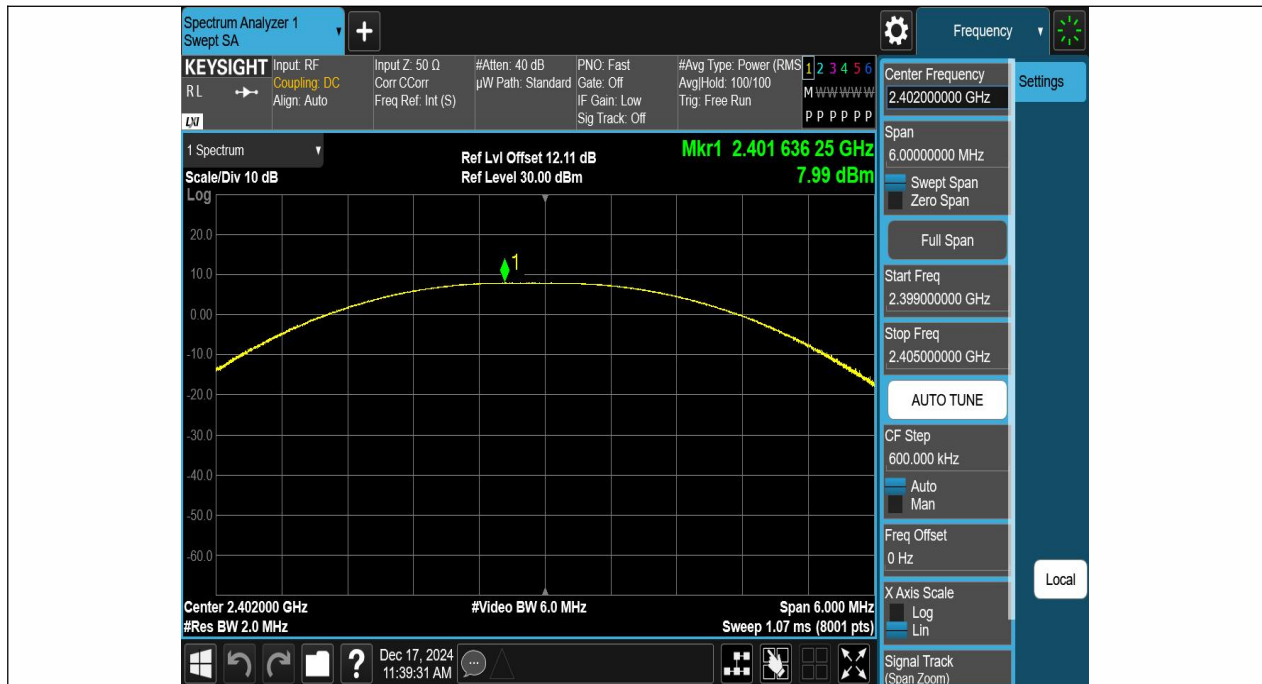 Spectrum Analyzer 1
Swept SA
+
Frequency
KEYSIGHT
RL
LXI
Input: RF
Coupling: DC
Align: Auto
Input Z: 50 Ω
Corr CCorr
Freq Ref: Int (S)
#Atten: 40 dB
µW Path: Standard
PNO: Fast
Gate: Off
IF Gain: Low
Sig Track: Off
#Avg Type: Power (RMS
Avg|Hold: 100/100
Trig: Free Run
1 2 3 4 5 6
M W W W W W
P P P P P P
1 Spectrum
Scale/Div 10 dB
Log
Ref Lvl Offset 12.11 dB
Ref Level 30.00 dBm
Mkr1 2.401 636 25 GHz
7.99 dBm
1
20.0
10.0
0.00
-10.0
-20.0
-30.0
-40.0
-50.0
-60.0
Center 2.402000 GHz
#Res BW 2.0 MHz
#Video BW 6.0 MHz
Span 6.000 MHz
Sweep 1.07 ms (8001 pts)
?
Dec 17, 2024
11:39:31 AM
Center Frequency
2.402000000 GHz
Settings
Span
6.00000000 MHz
Swept Span
Zero Span
Full Span
Start Freq
2.399000000 GHz
Stop Freq
2.405000000 GHz
AUTO TUNE
CF Step
600.000 kHz
Auto
Man
Freq Offset
0 Hz
Local
X Axis Scale
Log
Lin
Signal Track
(Span Zoom)